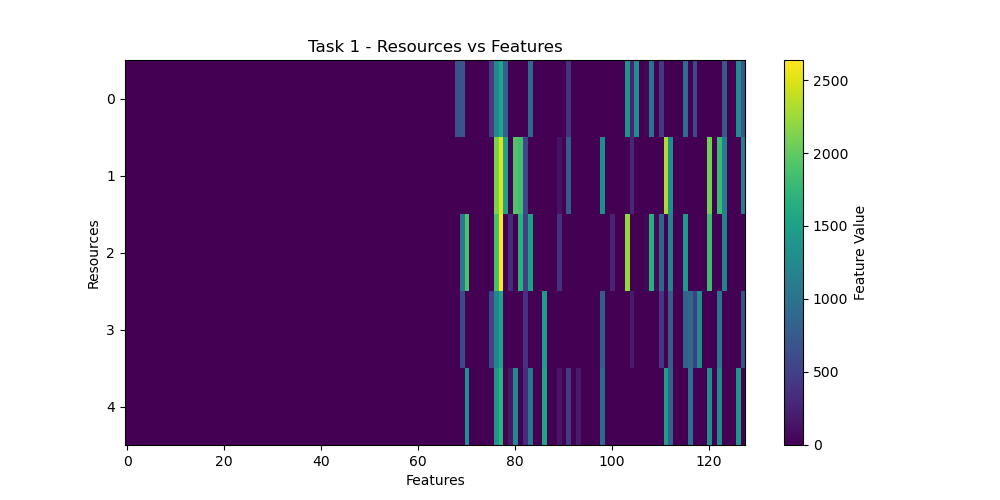 Task 1 - Resources vs Features
Resources
0
1
2
3
4
0 20 40 60 80 100 120
Features
2500
2000
1500
1000
500
0
Feature Value